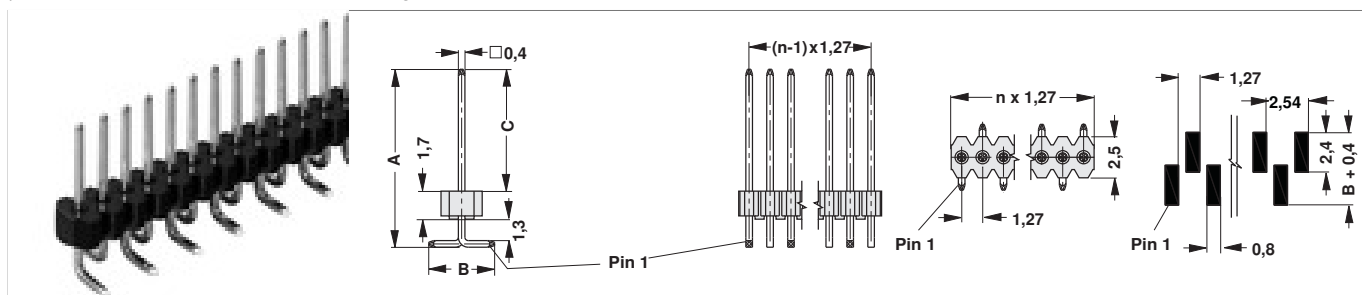 □0,4
A
C
1,7
1,3
B
Pin 1
(n-1)x1,27
n x 1,27
2,5
Pin 1
1,27
1,27
2,54
2,4
B + 0,4
Pin 1
0,8